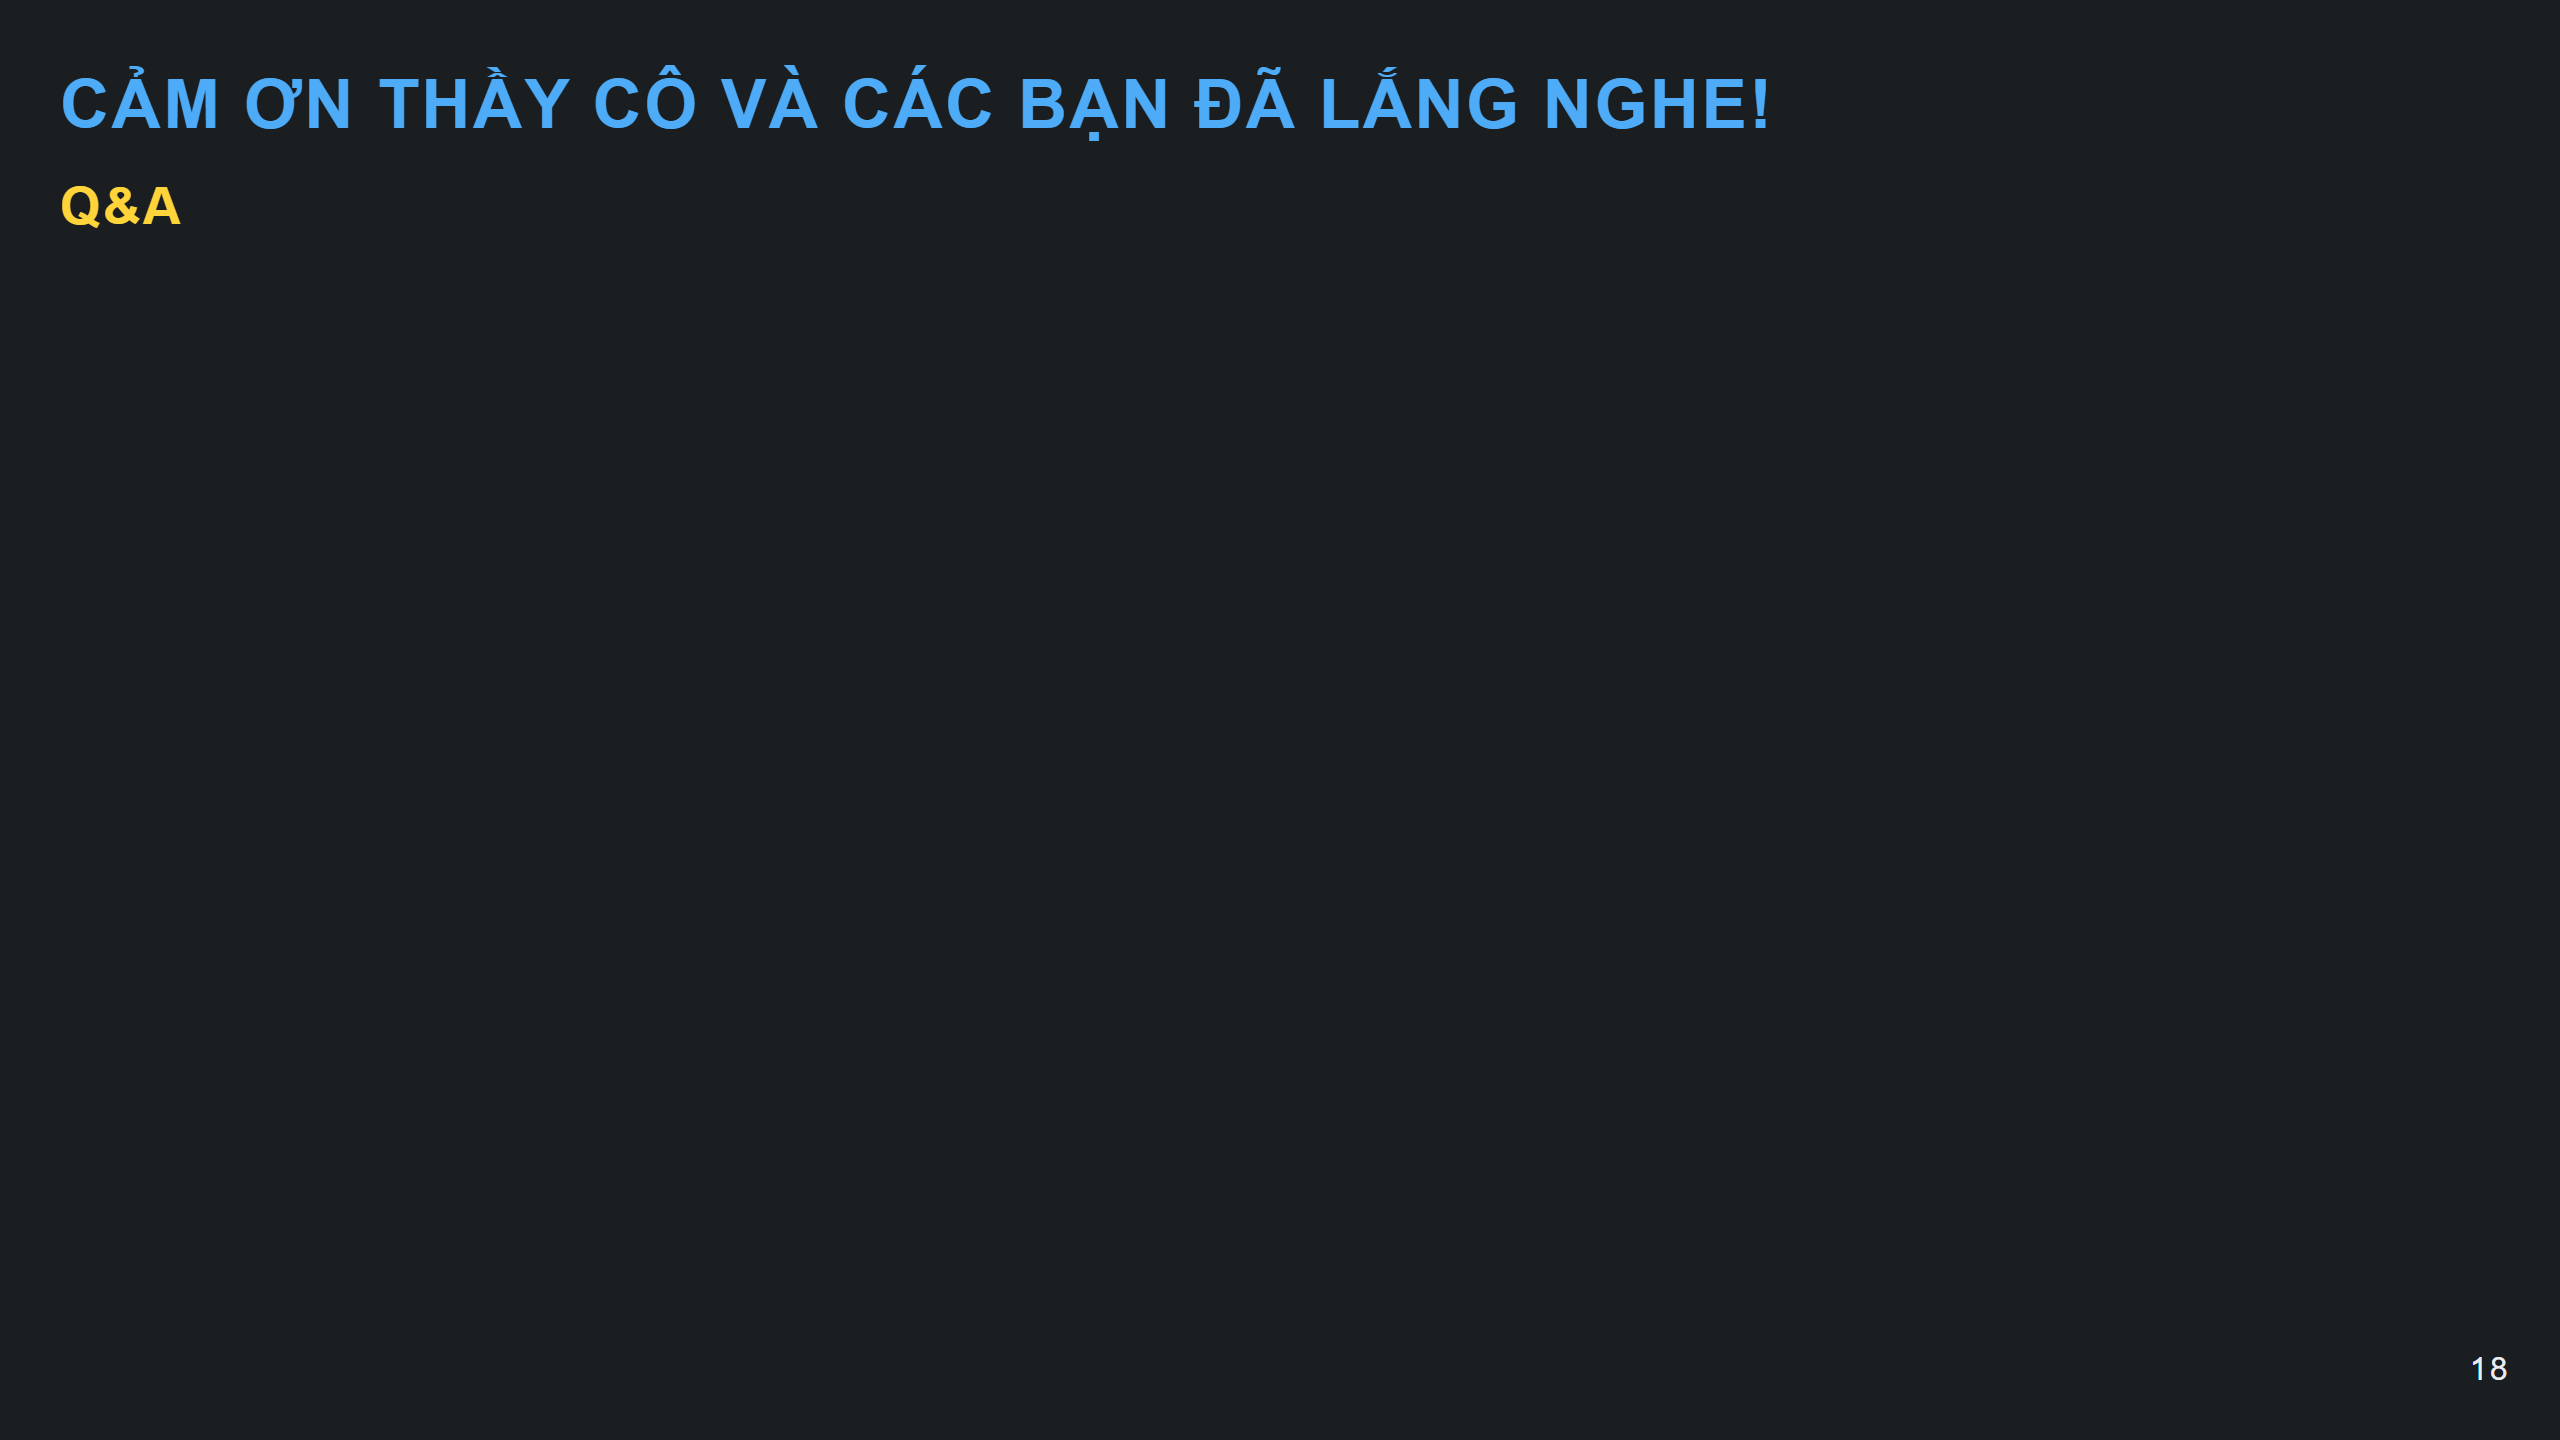 CẢM ƠN THẦY CÔ VÀ CÁC BẠN ĐÃ LẮNG NGHE!
Q&A
18